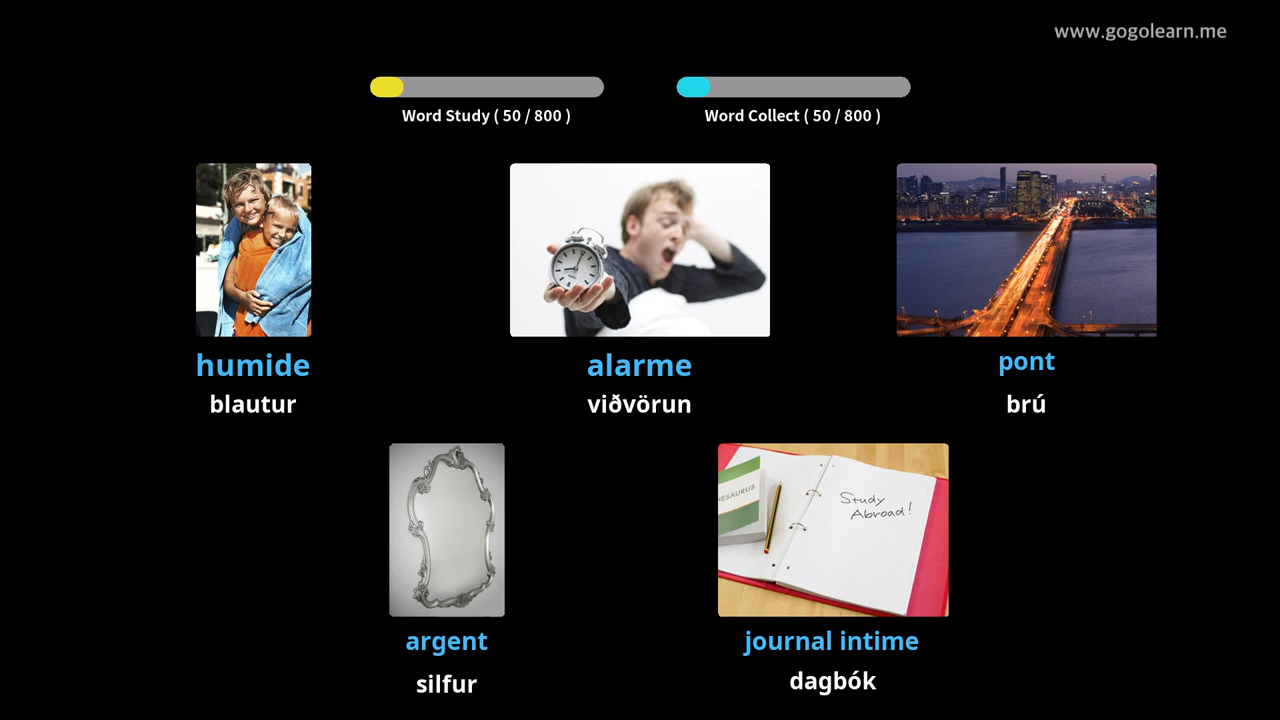 www.gogolearn.me
Word Study ( 50 / 800 )
Word Collect ( 50 / 800 )
humide
blautur
alarme
viðvörun
pont
brú
ESAURUS
Study
Abroad!
argent
silfur
journal intime
dagbók